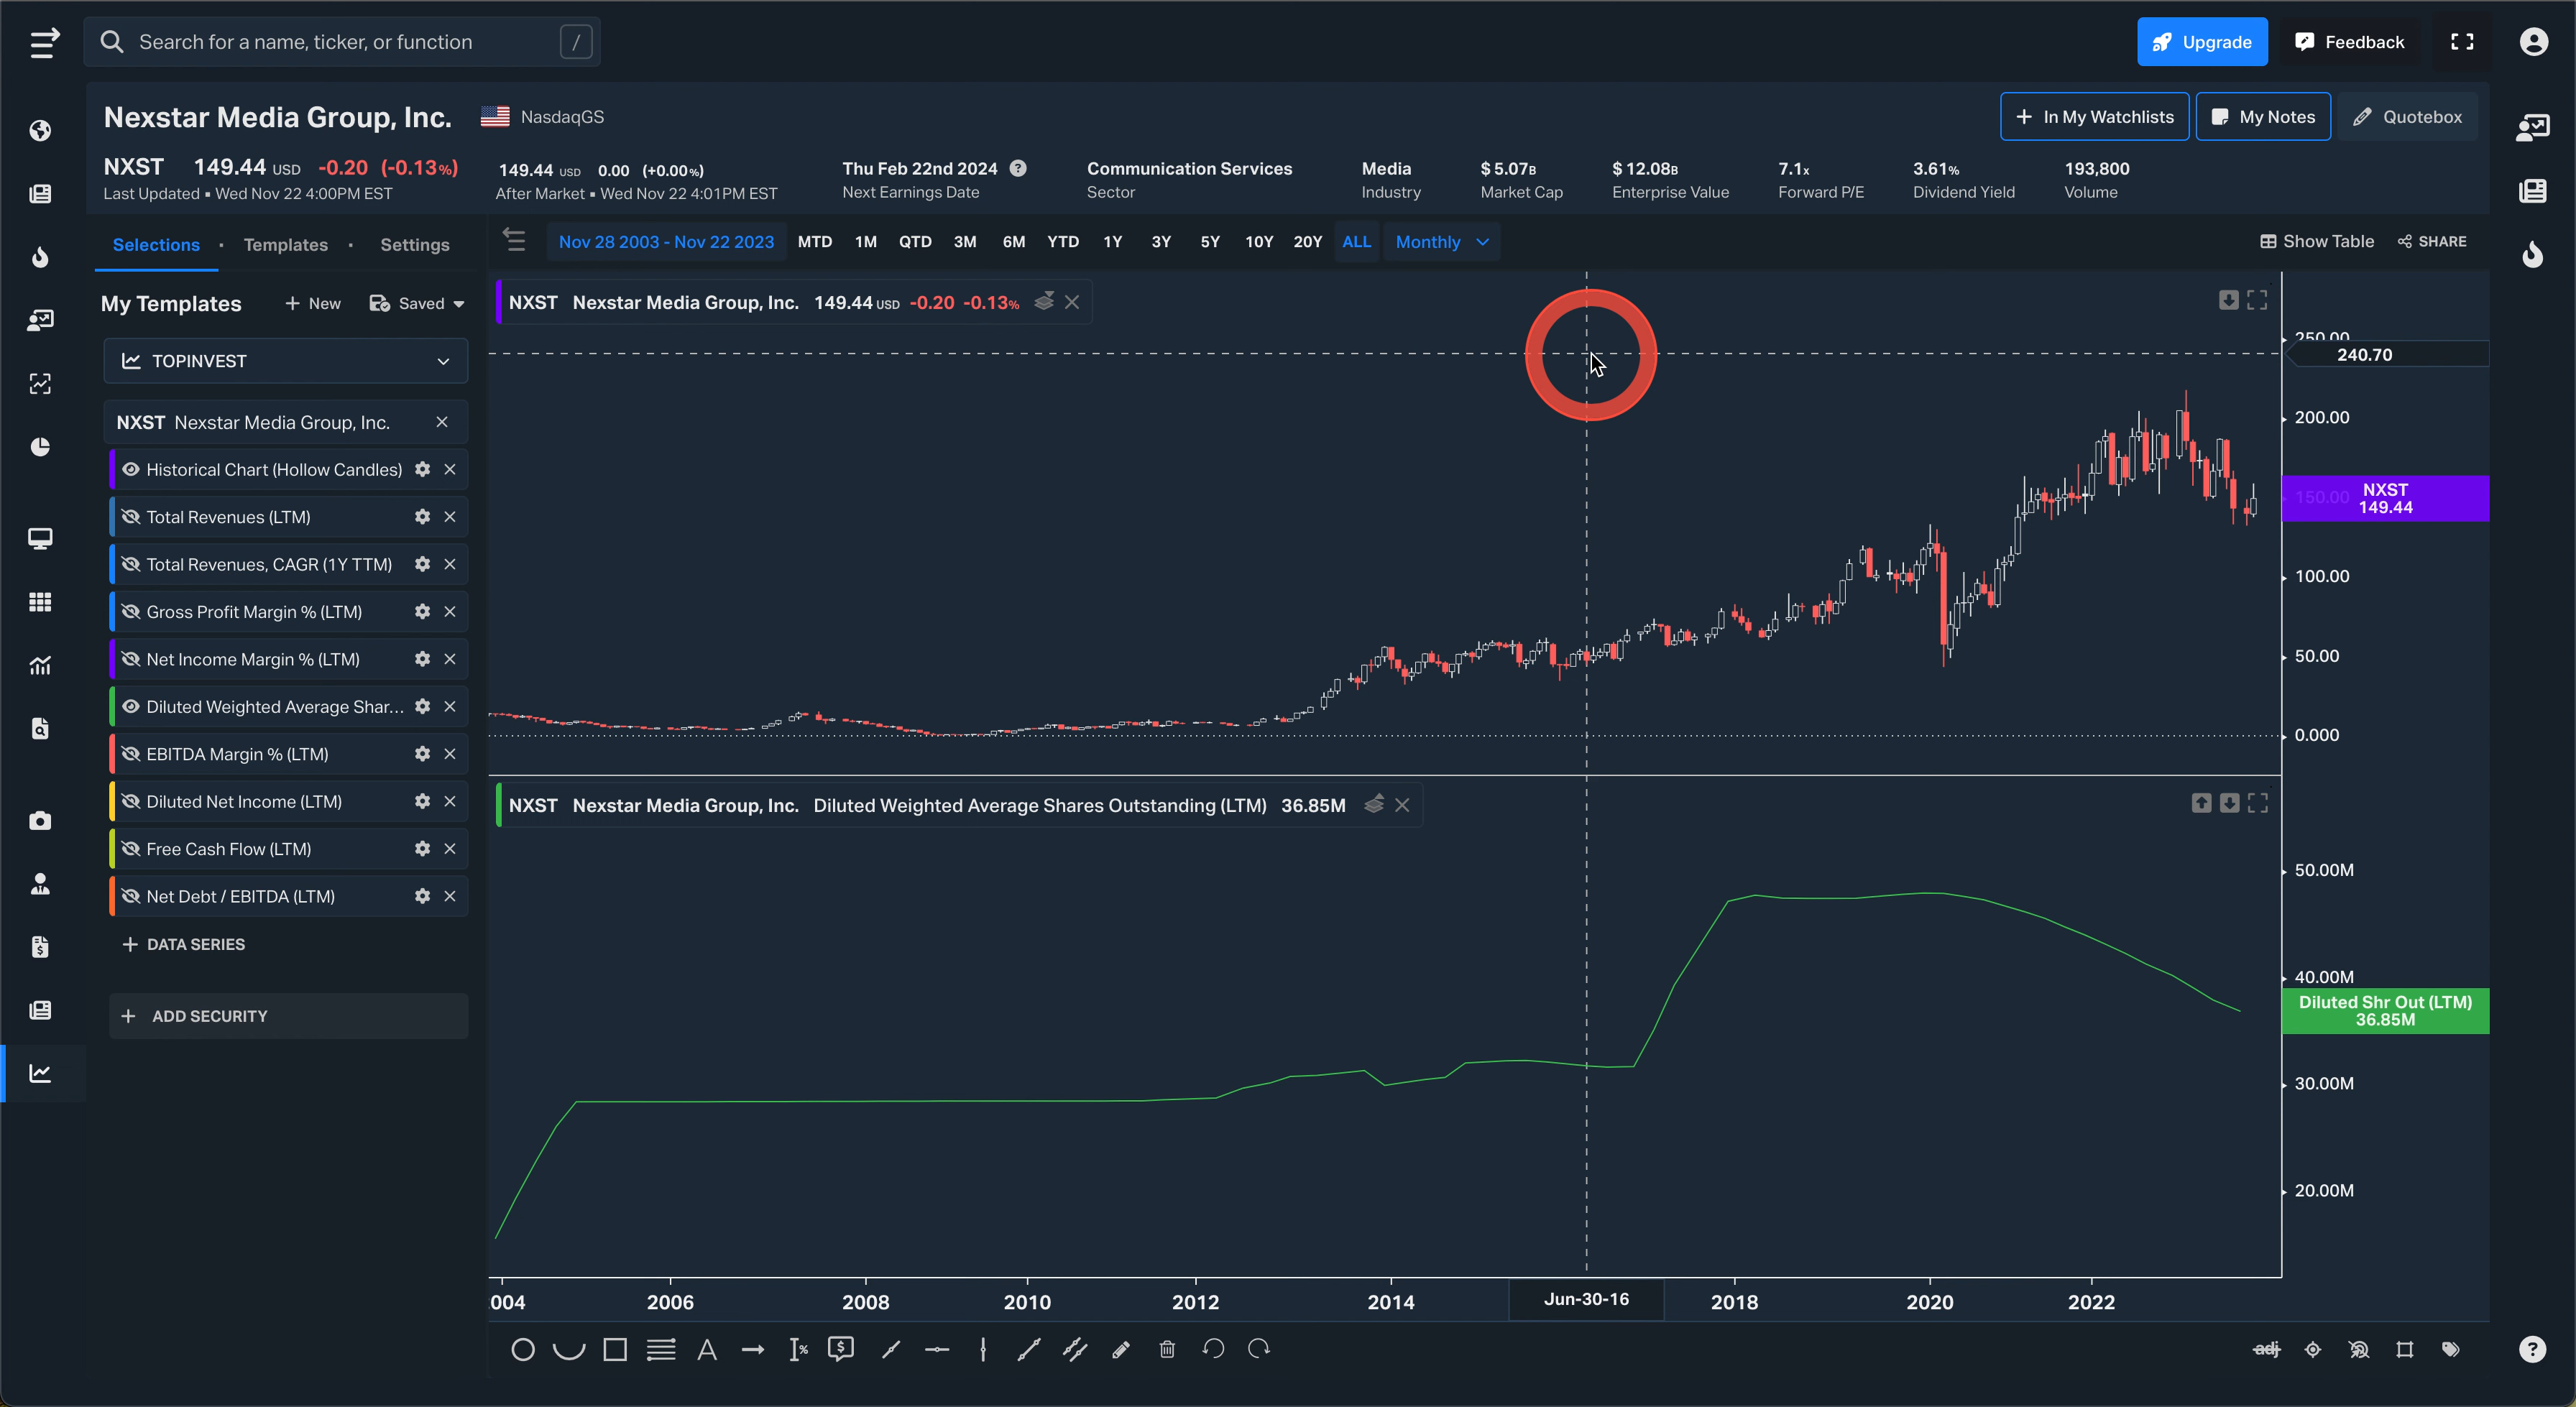 Search for a name, ticker, or function /
Upgrade
Feedback
Nexstar Media Group, Inc. NasdaqGS
In My Watchlists
My Notes
Quotebox
NXST 149.44 USD -0.20 (-0.13%)
Last Updated ▪ Wed Nov 22 4:00PM EST
149.44 USD 0.00 (+0.00%)
After Market ▪ Wed Nov 22 4:01PM EST
Thu Feb 22nd 2024 ?
Next Earnings Date
Communication Services
Sector
Media
Industry
$ 5.07B
Market Cap
$ 12.08B
Enterprise Value
7.1x
Forward P/E
3.61%
Dividend Yield
193,800
Volume
Selections · Templates · Settings
Nov 28 2003 - Nov 22 2023 MTD 1M QTD 3M 6M YTD 1Y 3Y 5Y 10Y 20Y ALL Monthly
Show Table
SHARE
My Templates + New Saved
TOPINVEST
NXST Nexstar Media Group, Inc.
Historical Chart (Hollow Candles)
Total Revenues (LTM)
Total Revenues, CAGR (1Y TTM)
Gross Profit Margin % (LTM)
Net Income Margin % (LTM)
Diluted Weighted Average Shar...
EBITDA Margin % (LTM)
Diluted Net Income (LTM)
Free Cash Flow (LTM)
Net Debt / EBITDA (LTM)
+ DATA SERIES
+ ADD SECURITY
NXST Nexstar Media Group, Inc. 149.44 USD -0.20 -0.13%
250.00
240.70
200.00
150.00
NXST
149.44
100.00
50.00
0.000
NXST Nexstar Media Group, Inc. Diluted Weighted Average Shares Outstanding (LTM) 36.85M
50.00M
40.00M
Diluted Shr Out (LTM)
36.85M
30.00M
20.00M
004 2006 2008 2010 2012 2014 Jun-30-16 2018 2020 2022
A
%
$
adj
?